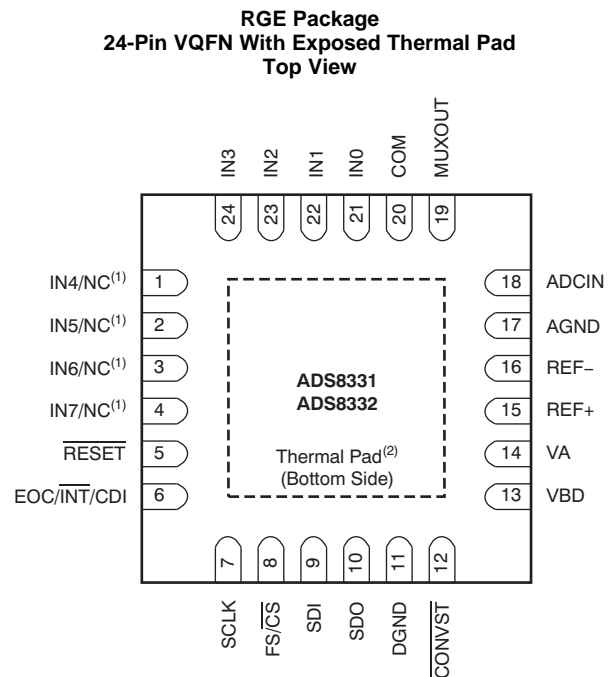 RGE Package
24-Pin VQFN With Exposed Thermal Pad
Top View
IN3
IN2
IN1
IN0
COM
MUXOUT
24
23
22
21
20
19
IN4/NC(1)
1
18
ADCIN
IN5/NC(1)
2
17
AGND
IN6/NC(1)
3
16
REF−
IN7/NC(1)
4
15
REF+
RESET
5
14
VA
EOC/INT/CDI
6
13
VBD
ADS8331
ADS8332
Thermal Pad(2)
(Bottom Side)
7
8
9
10
11
12
SCLK
FS/CS
SDI
SDO
DGND
CONVST